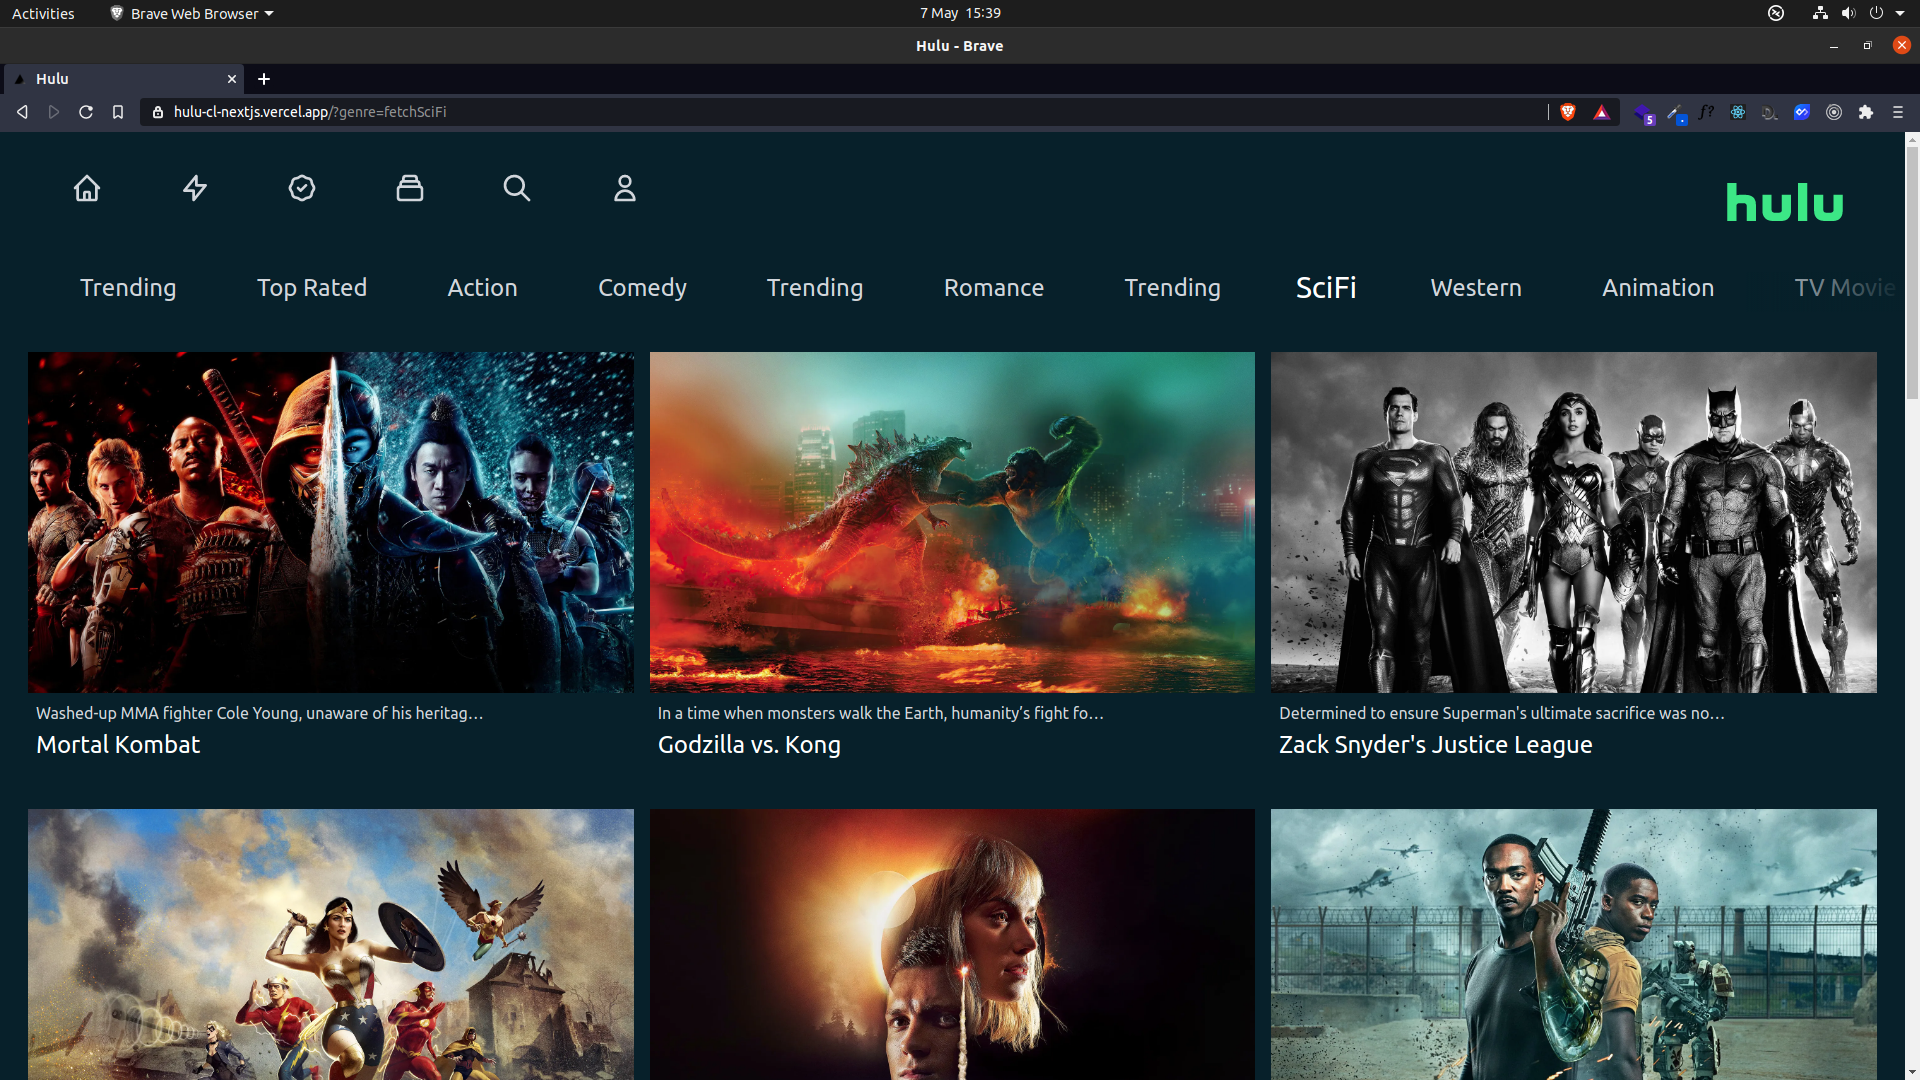 Activities
Brave Web Browser
7 May 15:39
Hulu - Brave
Hulu
hulu-cl-nextjs.vercel.app/?genre=fetchSciFi
5
f?
hulu
Trending
Top Rated
Action
Comedy
Trending
Romance
Trending
SciFi
Western
Animation
TV Movie
Washed-up MMA fighter Cole Young, unaware of his heritag…
Mortal Kombat
In a time when monsters walk the Earth, humanity’s fight fo…
Godzilla vs. Kong
Determined to ensure Superman's ultimate sacrifice was no…
Zack Snyder's Justice League